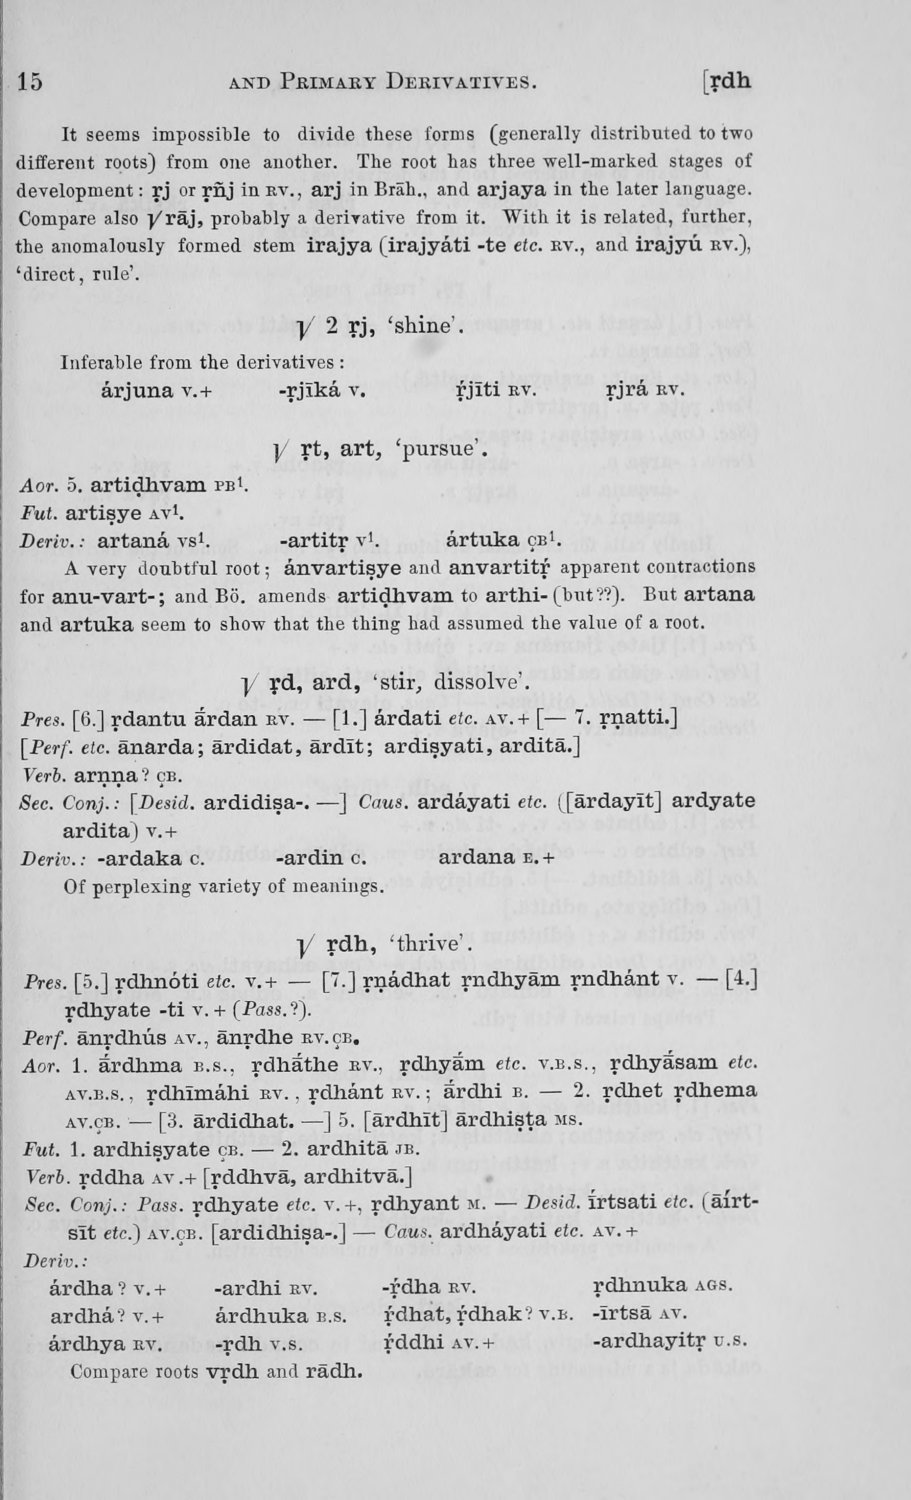 15 AND PRIMARY DERIVATIVES. [ṛdh
It seems impossible to divide these forms (generally distributed to two
different roots) from one another. The root has three well-marked stages of
development: ṛj or ṛñj in RV., arj in Brāh., and arjaya in the later language.
Compare also √rāj, probably a derivative from it. With it is related, further,
the anomalously formed stem irajya (irajyáti -te etc. RV., and irajyú RV.),
‘direct, rule’.
√ 2 ṛj, ‘shine’.
Inferable from the derivatives:
árjuna V.+ -ṛjīká V. ṛ́jīti RV. ṛjrá RV.
√ ṛt, art, ‘pursue’.
Aor. 5. artiḍhvam PB¹.
Fut. artiṣye AV¹.
Deriv.: artaná VS¹. -artitṛ V¹. ártuka ÇB¹.
A very doubtful root; ánvartiṣye and anvartitṛ́ apparent contractions
for anu-vart-; and Bö. amends artiḍhvam to arthi- (but??). But artana
and artuka seem to show that the thing had assumed the value of a root.
√ ṛd, ard, ‘stir, dissolve’.
Pres. [6.] ṛdantu ā́rdan RV. — [1.] árdati etc. AV.+ [— 7. ṛṇatti.]
[Perf. etc. ānarda; ārdidat, ārdīt; ardiṣyati, arditā.]
Verb. arṇṇa? ÇB.
Sec. Conj.: [Desid. ardidiṣa-. —] Caus. ardáyati etc. ([ārdayīt] ardyate
ardita) V.+
Deriv.: -ardaka C. -ardin C. ardana E.+
Of perplexing variety of meanings.
√ ṛdh, ‘thrive’.
Pres. [5.] ṛdhnóti etc. V.+ — [7.] ṛṇádhat ṛndhyām ṛndhánt V. — [4.]
ṛdhyate -ti V.+ (Pass.?).
Perf. ānṛdhús AV., ānṛdhe RV.ÇB.
Aor. 1. ā́rdhma B.S., ṛdhā́the RV., ṛdhyā́m etc. V.B.S., ṛdhyā́sam etc.
AV.B.S., ṛdhīmáhi RV., ṛdhánt RV.; ā́rdhi B. — 2. ṛdhet ṛdhema
AV.ÇB. — [3. ārdidhat. —] 5. [ārdhīt] ārdhiṣṭa MS.
Fut. 1. ardhiṣyate ÇB. — 2. ardhitā JB.
Verb. ṛddha AV.+ [ṛddhvā, ardhitvā.]
Sec. Conj.: Pass. ṛdhyate etc. V.+, ṛdhyant M. — Desid. ī́rtsati etc. (āírt-
sīt etc.) AV.ÇB. [ardidhiṣa-.] — Caus. ardháyati etc. AV.+
Deriv.:
árdha? V.+ -ardhi RV. -ṛ́dha RV. ṛdhnuka AGS.
ardhá? V.+ árdhuka B.S. ṛ́dhat, ṛ́dhak? V.B. -īrtsā AV.
árdhya RV. -ṛdh V.S. ṛ́ddhi AV.+ -ardhayitṛ U.S.
Compare roots vṛdh and rādh.